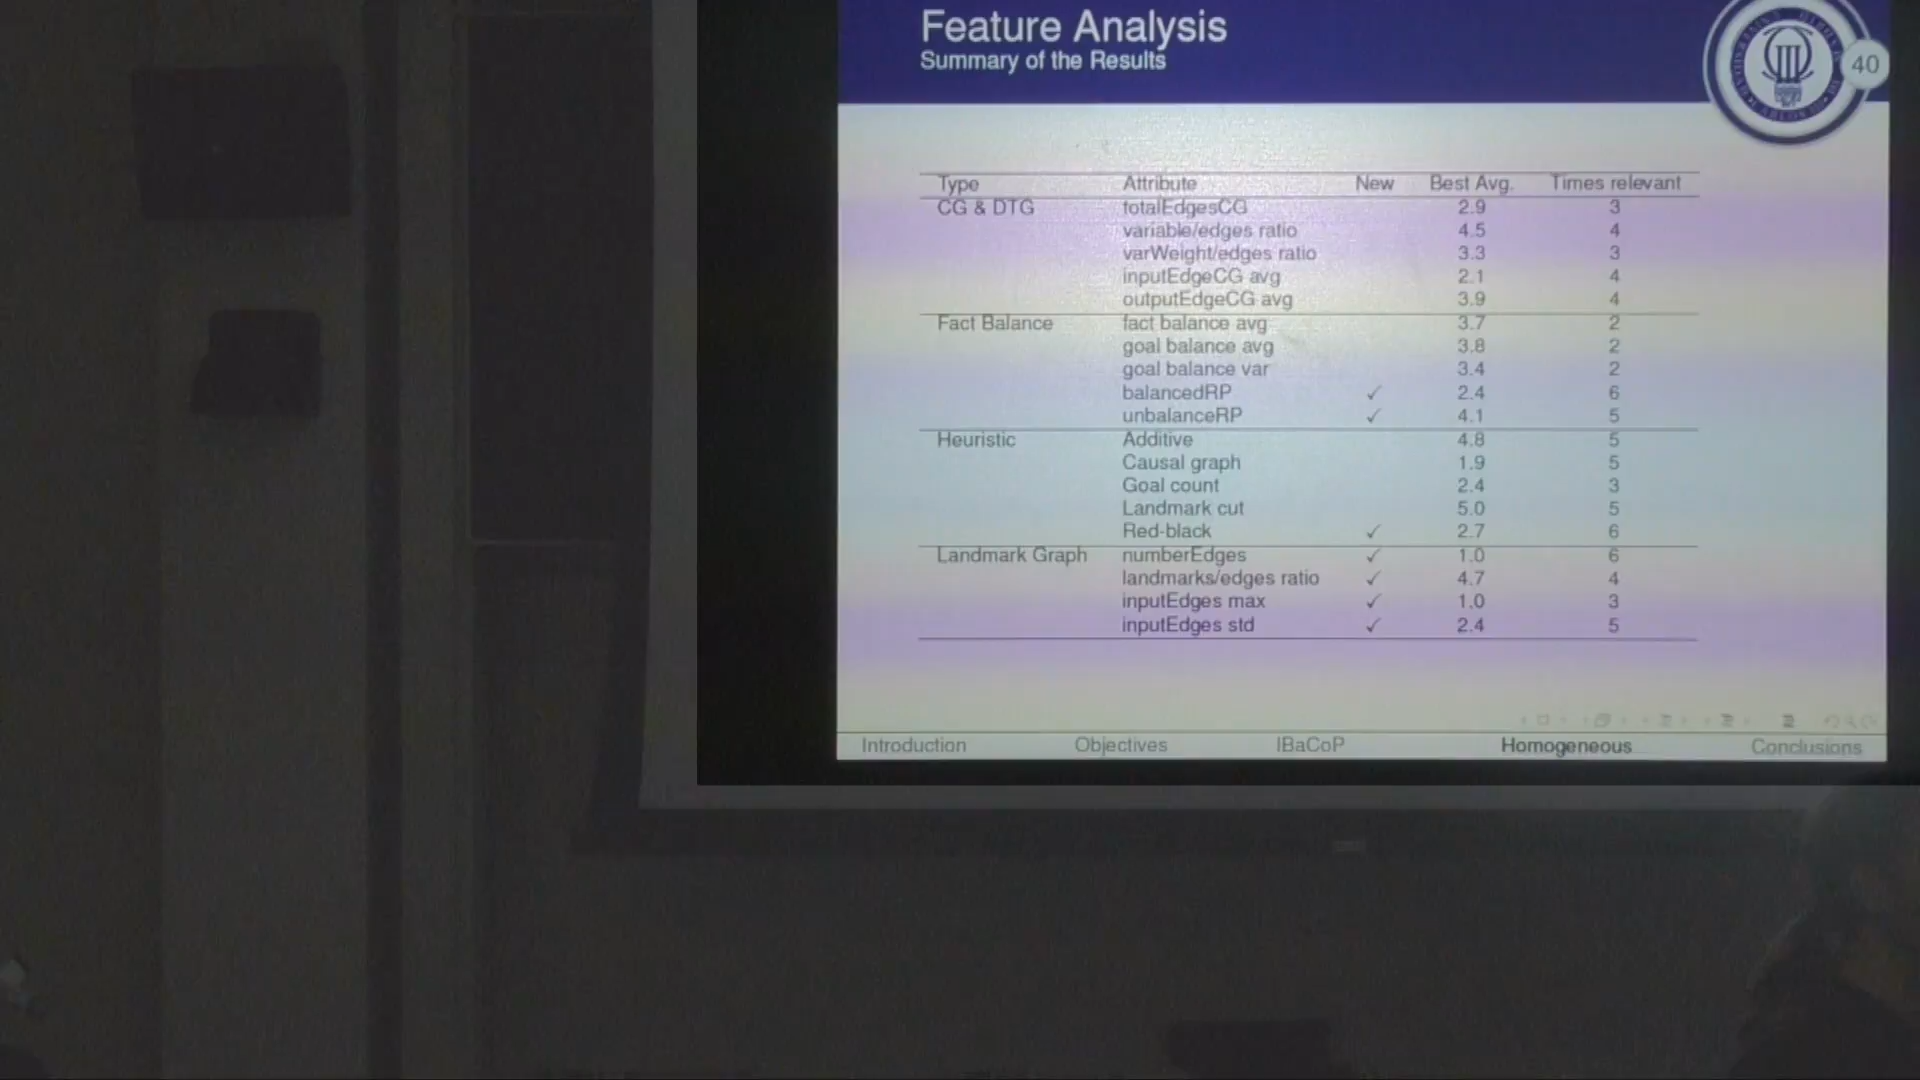 Feature Analysis
Summary of the Results
40
Type Attribute New Best Avg. Times relevant
CG & DTG totalEdgesCG 2.9 3
variable/edges ratio 4.5 4
varWeight/edges ratio 3.3 3
inputEdgeCG avg 2.1 4
outputEdgeCG avg 3.9 4
Fact Balance fact balance avg 3.7 2
goal balance avg 3.8 2
goal balance var 3.4 2
balancedRP ✓ 2.4 6
unbalanceRP ✓ 4.1 5
Heuristic Additive 4.8 5
Causal graph 1.9 5
Goal count 2.4 3
Landmark cut 5.0 5
Red-black ✓ 2.7 6
Landmark Graph numberEdges ✓ 1.0 6
landmarks/edges ratio ✓ 4.7 4
inputEdges max ✓ 1.0 3
inputEdges std ✓ 2.4 5
Introduction Objectives IBaCoP Homogeneous Conclusions